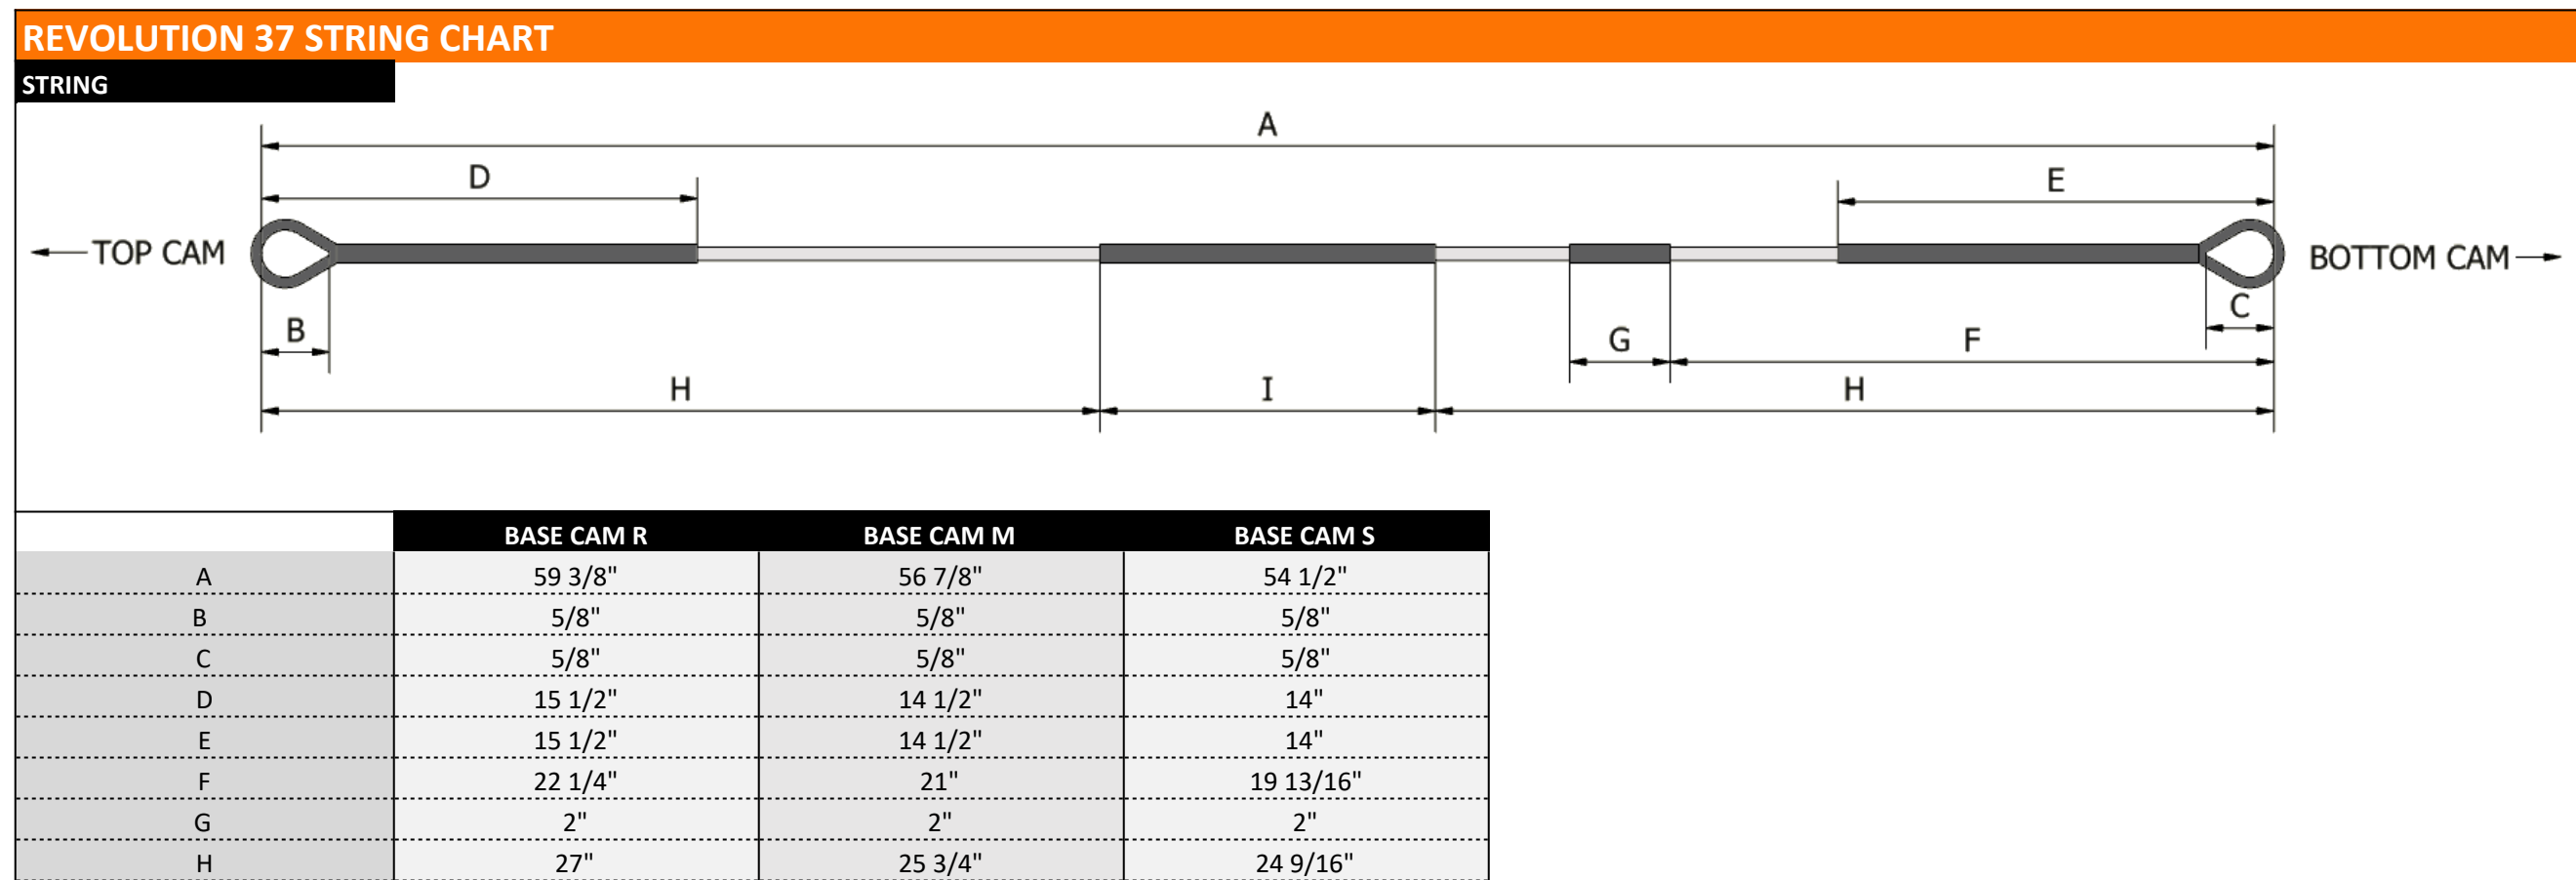 REVOLUTION 37 STRING CHART
STRING
A
D
E
TOP CAM
BOTTOM CAM
B
C
G
F
H
I
H
BASE CAM R BASE CAM M BASE CAM S
A 59 3/8" 56 7/8" 54 1/2"
B 5/8" 5/8" 5/8"
C 5/8" 5/8" 5/8"
D 15 1/2" 14 1/2" 14"
E 15 1/2" 14 1/2" 14"
F 22 1/4" 21" 19 13/16"
G 2" 2" 2"
H 27" 25 3/4" 24 9/16"